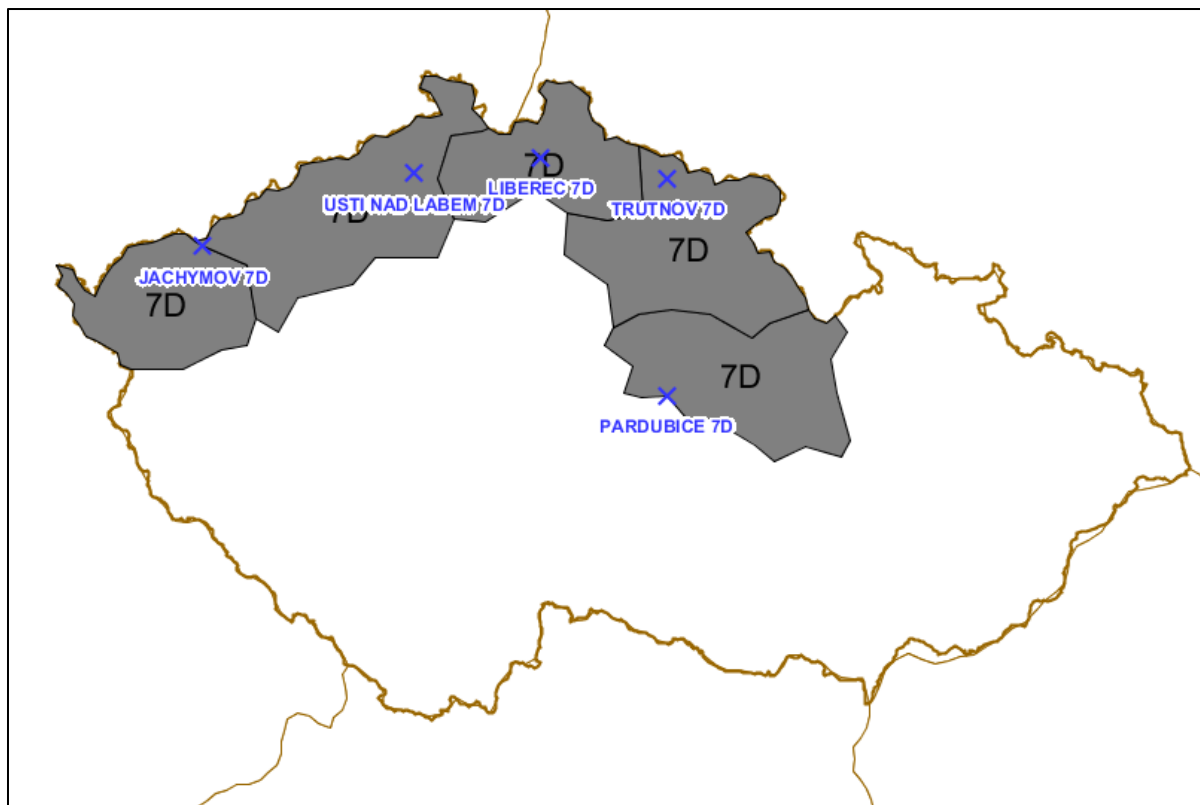 7D
LIBEREC 7D
USTI NAD LABEM 7D
7D
TRUTNOV 7D
7D
JACHYMOV 7D
7D
7D
PARDUBICE 7D